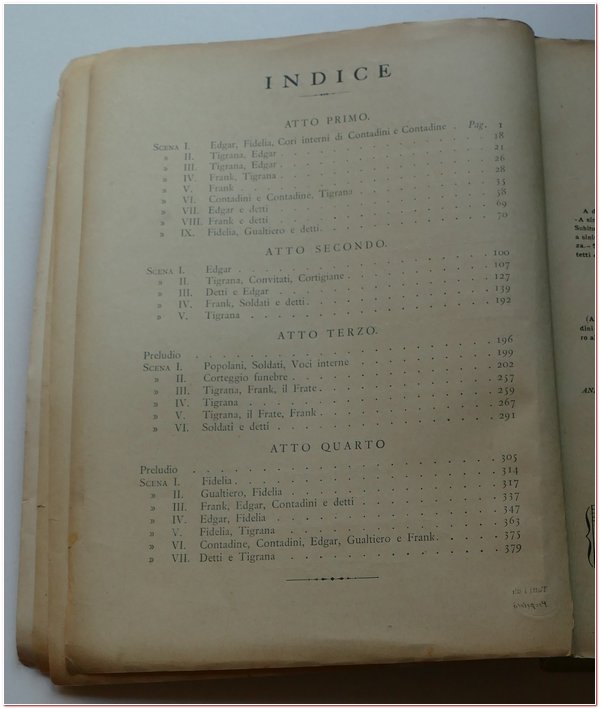 INDICE
ATTO PRIMO.
SCENA I. Edgar, Fidelia, Cori interni di Contadini e Contadine . Pag. 1
» II. Tigrana, Edgar . . . 18
» III. Tigrana, Edgar . . . 21
» IV. Frank, Tigrana . . . 26
» V. Frank . . . 28
» VI. Contadini e Contadine, Tigrana . . .
» VII. Edgar e detti . . . 58
» VIII. Frank e detti . . . 69
» IX. Fidelia, Gualtiero e detti . . . 70
ATTO SECONDO.
SCENA I. Edgar . . . 100
» II. Tigrana, Convitati, Cortigiane . . . 107
» III. Detti e Edgar . . . 127
» IV. Frank, Soldati e detti . . . 139
» V. Tigrana . . . 192
ATTO TERZO.
Preludio . . . 196
SCENA I. Popolani, Soldati, Voci interne . . . 199
» II. Corteggio funebre . . . 202
» III. Tigrana, Frank, il Frate . . . 257
» IV. Tigrana . . . 259
» V. Tigrana, il Frate, Frank . . . 267
» VI. Soldati e detti . . . 291
ATTO QUARTO
Preludio . . . 305
SCENA I. Fidelia . . . 314
» II. Gualtiero, Fidelia . . . 317
» III. Frank, Edgar, Contadini e detti . . . 337
» IV. Edgar, Fidelia . . . 347
» V. Fidelia, Tigrana . . . 363
» VI. Contadine, Contadini, Edgar, Gualtiero e Frank . . . 375
» VII. Detti e Tigrana . . . 379
A d
Subito
a sinis
tetti
(A
dini
ro a